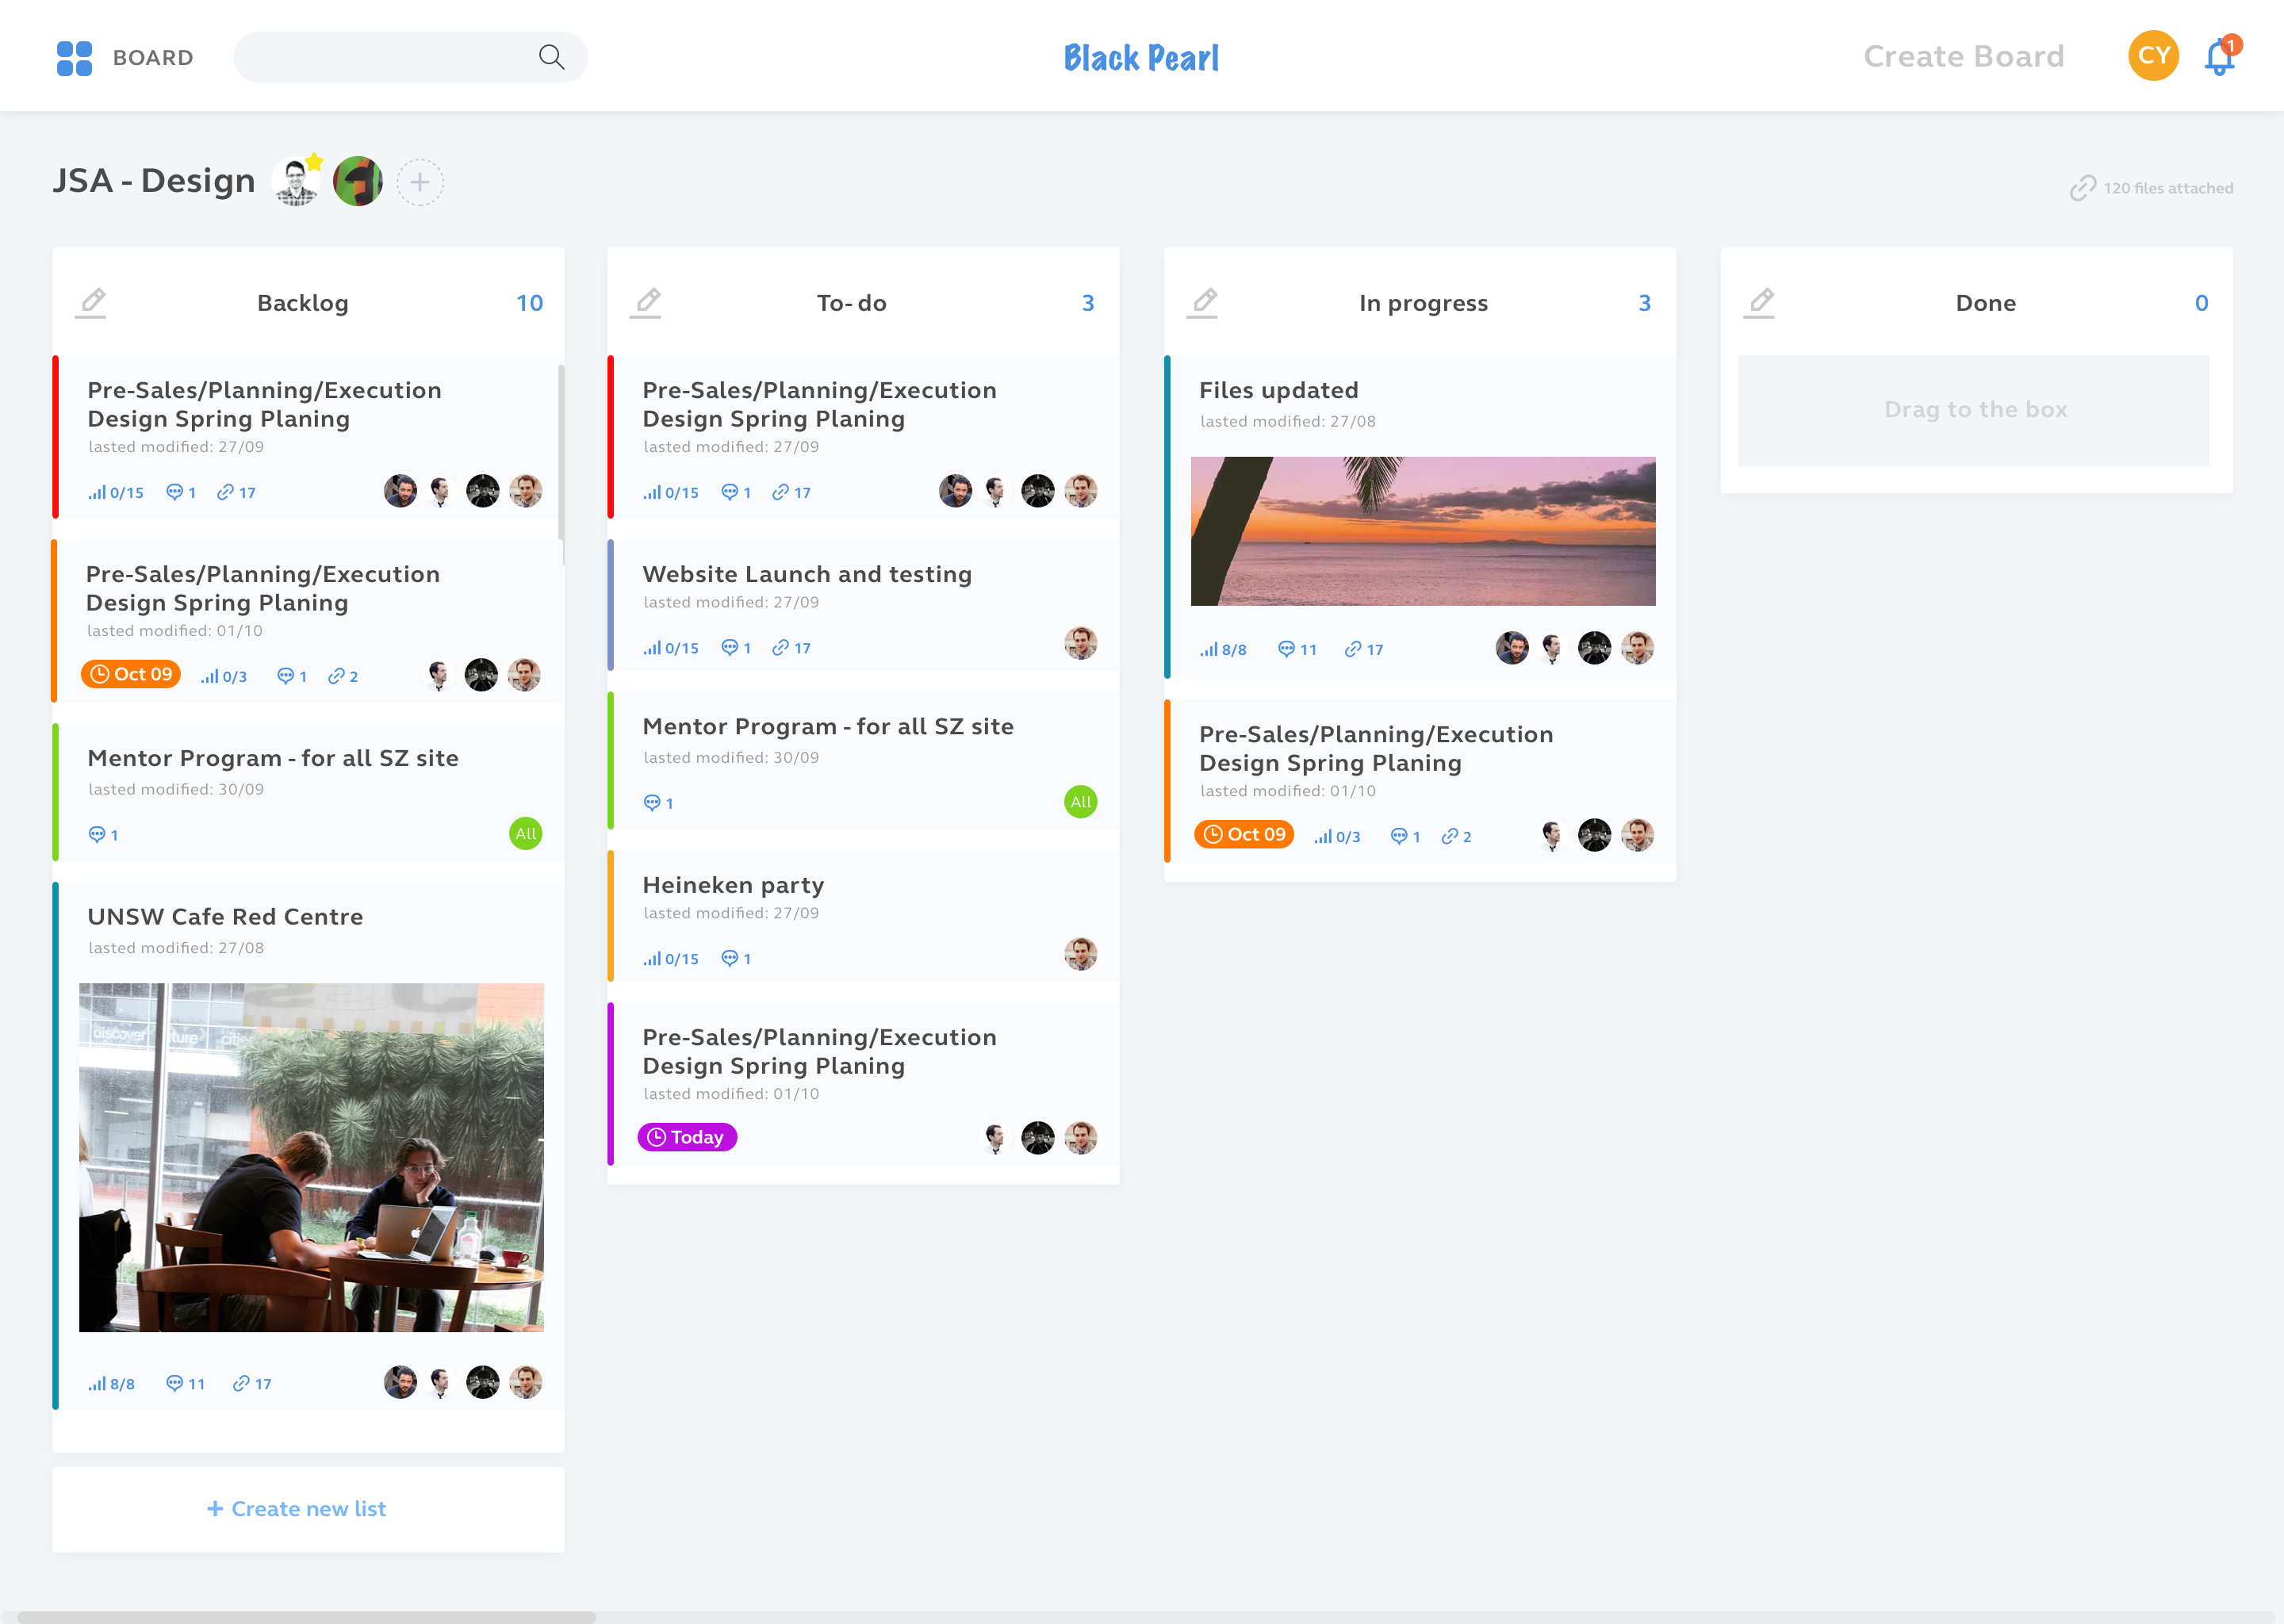 BOARD
Black Pearl
Create Board
CY
1
JSA - Design
120 files attached
Backlog
10
Pre-Sales/Planning/Execution
Design Spring Planing
lasted modified: 27/09
0/15
1
17
Pre-Sales/Planning/Execution
Design Spring Planing
lasted modified: 01/10
Oct 09
0/3
1
2
Mentor Program - for all SZ site
lasted modified: 30/09
1
All
UNSW Cafe Red Centre
lasted modified: 27/08
discover
8/8
11
17
+ Create new list
To- do
3
Pre-Sales/Planning/Execution
Design Spring Planing
lasted modified: 27/09
0/15
1
17
Website Launch and testing
lasted modified: 27/09
0/15
1
17
Mentor Program - for all SZ site
lasted modified: 30/09
1
All
Heineken party
lasted modified: 27/09
0/15
1
Pre-Sales/Planning/Execution
Design Spring Planing
lasted modified: 01/10
Today
In progress
3
Files updated
lasted modified: 27/08
8/8
11
17
Pre-Sales/Planning/Execution
Design Spring Planing
lasted modified: 01/10
Oct 09
0/3
1
2
Done
0
Drag to the box